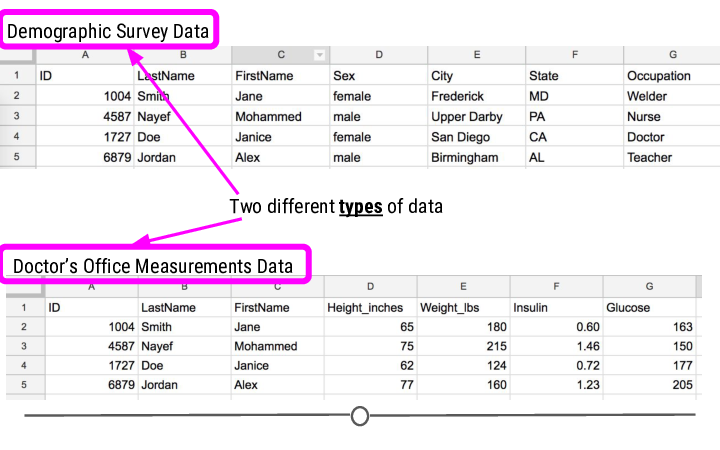 Demographic Survey Data
A B C D E F G
1 ID LastName FirstName Sex City State Occupation
2 1004 Smith Jane female Frederick MD Welder
3 4587 Nayef Mohammed male Upper Darby PA Nurse
4 1727 Doe Janice female San Diego CA Doctor
5 6879 Jordan Alex male Birmingham AL Teacher
Two different types of data
Doctor's Office Measurements Data
A B C D E F G
1 ID LastName FirstName Height_inches Weight_lbs Insulin Glucose
2 1004 Smith Jane 65 180 0.60 163
3 4587 Nayef Mohammed 75 215 1.46 150
4 1727 Doe Janice 62 124 0.72 177
5 6879 Jordan Alex 77 160 1.23 205